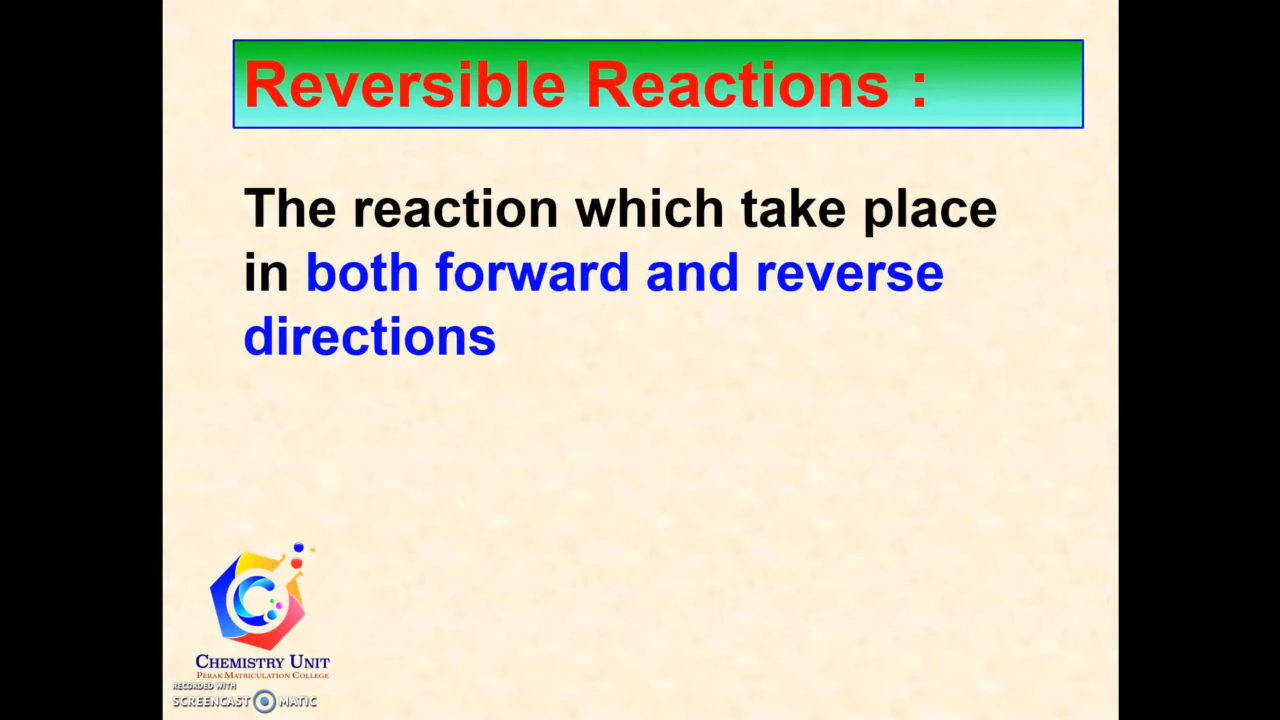 Reversible Reactions :
The reaction which take place
in both forward and reverse
directions
CHEMISTRY UNIT
PERAK MATRICULATION COLLEGE
RECORDED WITH
SCREENCAST MATIC